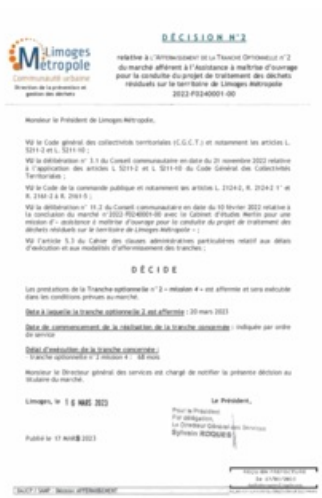 Limoges
Métropole
Communauté urbaine
Direction de la prévention et
gestion des déchets
DÉCISION N°2
relative à L'AFFERMISSEMENT DE LA TRANCHE OPTIONNELLE n°2
du marché afférent à l'Assistance à maîtrise d'ouvrage
pour la conduite du projet de traitement des déchets
résiduels sur le territoire de Limoges Métropole
2022-F0240001-00
Monsieur le Président de Limoges Métropole,
VU le Code général des collectivités territoriales (C.G.C.T.) et notamment les articles L.
5211-2 et L. 5211-10 ;
VU la délibération n° 3.1 du Conseil communautaire en date du 21 novembre 2022 relative
à l'application des articles L. 5211-2 et L. 5211-10 du Code Général des Collectivités
Territoriales ;
VU le Code de la commande publique et notamment ses articles L. 2124-2, R. 2124-2 1° et
R. 2161-2 à R. 2161-5 ;
VU la délibération n° 11.2 du Conseil communautaire en date du 10 février 2022 relative à
la conclusion du marché n°2022-F0240001-00 avec le Cabinet d'études Merlin pour une
mission d'« assistance à maîtrise d'ouvrage pour la conduite du projet de traitement des
déchets résiduels sur le territoire de Limoges Métropole » ;
VU l'article 5.3 du Cahier des clauses administratives particulières relatif aux délais
d'exécution et aux modalités d'affermissement des tranches ;
DÉCIDE
Les prestations de la Tranche optionnelle n°2 « mission 4 » est affermie et sera exécutée
dans les conditions prévues au marché.
Date à laquelle la tranche optionnelle 2 est affermie : 20 mars 2023
Date de commencement de la réalisation de la tranche concernée : indiquée par ordre
de service
Délai d'exécution de la tranche concernée :
- tranche optionnelle n°2 mission 4 : 48 mois
Monsieur le Directeur général des services est chargé de notifier la présente décision au
titulaire du marché.
Limoges, le 16 MARS 2023
Le Président,
Pour le Président
Par délégation,
Le Directeur Général des Services
Publié le 17 MARS 2023